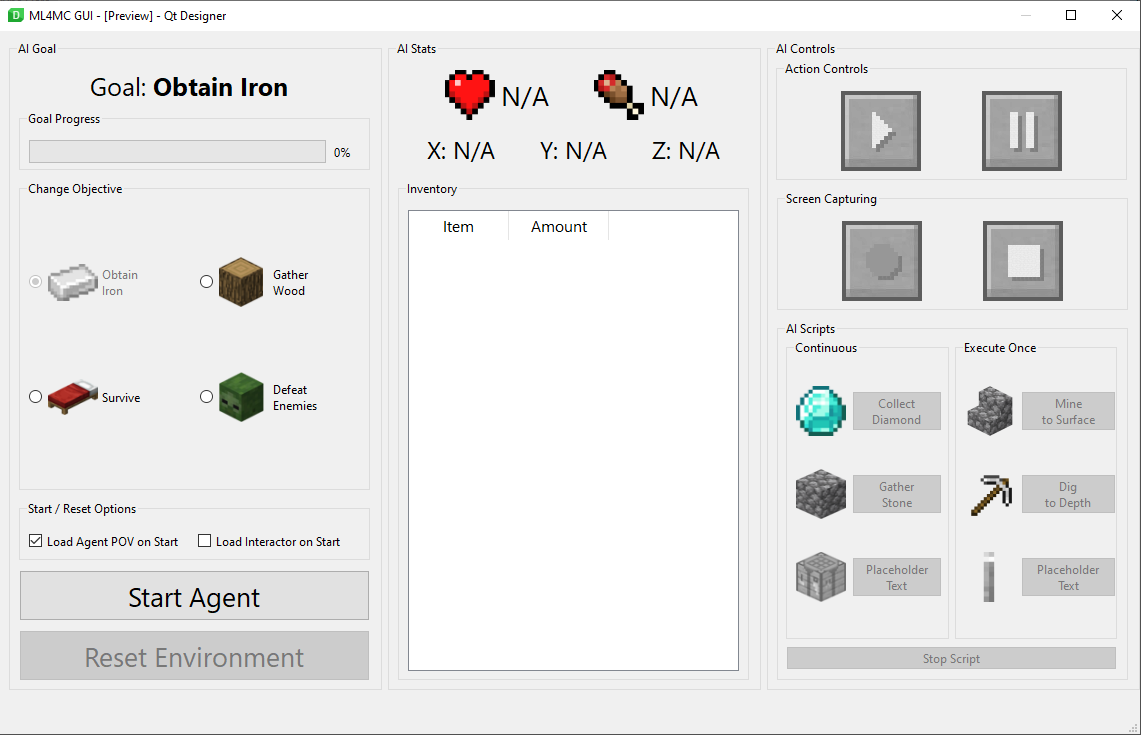 ML4MC GUI - [Preview] - Qt Designer
AI Goal
Goal: Obtain Iron
Goal Progress
0%
Change Objective
Obtain
Iron
Gather
Wood
Survive
Defeat
Enemies
Start / Reset Options
Load Agent POV on Start
Load Interactor on Start
Start Agent
Reset Environment
AI Stats
N/A
N/A
X: N/A
Y: N/A
Z: N/A
Inventory
Item
Amount
AI Controls
Action Controls
Screen Capturing
AI Scripts
Continuous
Collect
Diamond
Gather
Stone
Placeholder
Text
Execute Once
Mine
to Surface
Dig
to Depth
Placeholder
Text
Stop Script